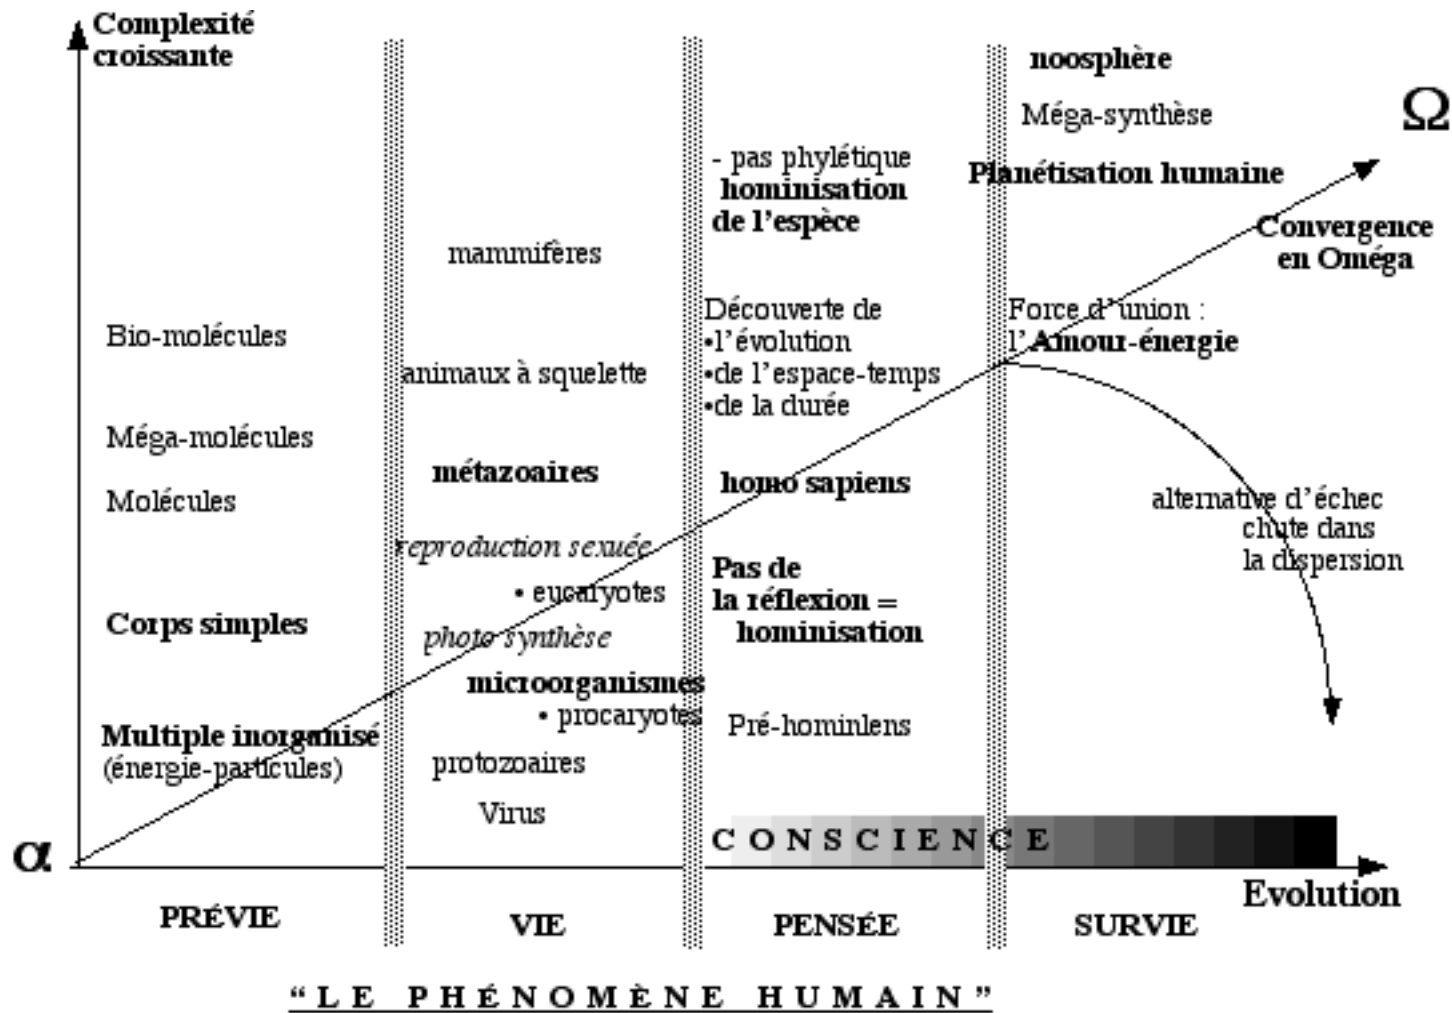 Complexité
croissante
noosphère
Méga-synthèse
Ω
Planétisation humaine
Convergence
en Oméga
- pas phylétique
hominisation
de l'espèce
mammifêres
Bio-molécules
Découverte de
•l'évolution
•de l'espace-temps
•de la durée
Force d'union :
l'Amour-énergie
animaux à squelette
Méga-molécules
métazoaires
homo sapiens
Molécules
alternative d'échec
chute dans
la dispersion
reproduction sexuée
• eucaryotes
Pas de
la réflexion =
hominisation
Corps simples
photo synthèse
microorganismes
• procaryotes
Pré-hominlens
Multiple inorganisé
(énergie-particules)
protozoaires
Virus
CONSCIENCE
α
Evolution
PRÉVIE
VIE
PENSÉE
SURVIE
“LE PHÉNOMÈNE HUMAIN”